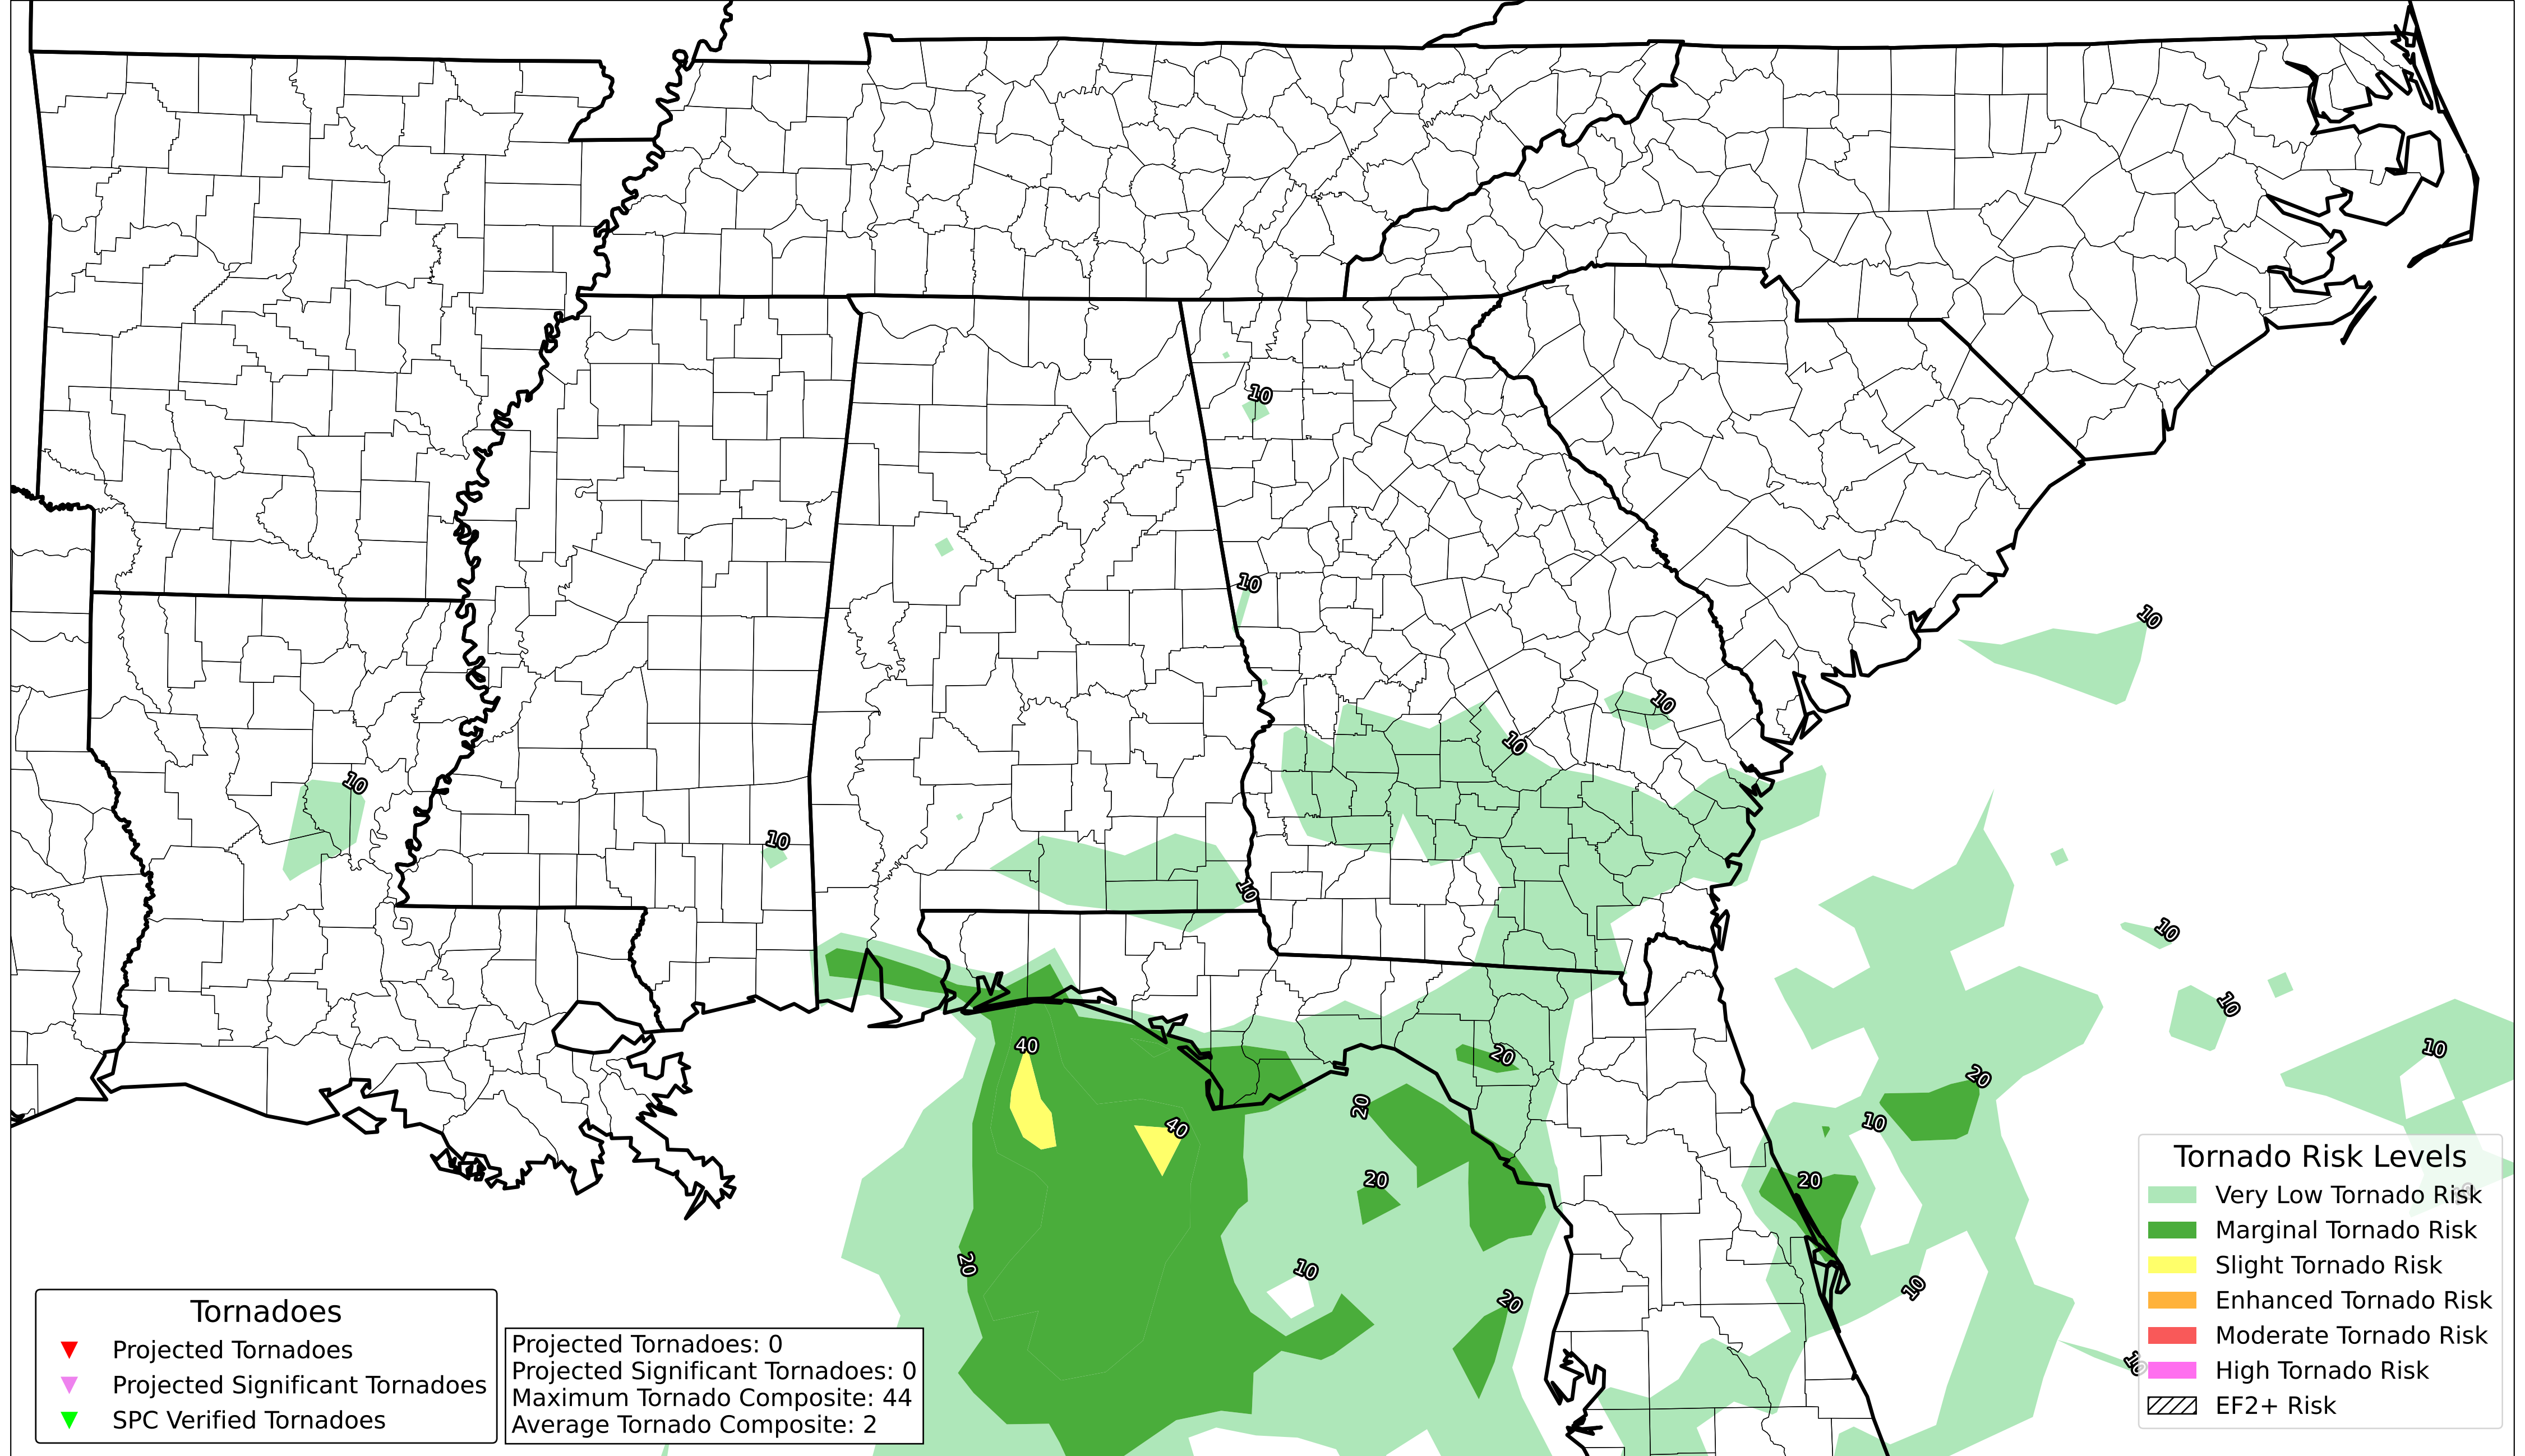 10
10
10
10
10
10
10
10
10
10
10
40
20
10
20
20
40
10
20
20
20
10
10
20
10
Tornado Risk Levels
Very Low Tornado Risk
Marginal Tornado Risk
Slight Tornado Risk
Enhanced Tornado Risk
Moderate Tornado Risk
High Tornado Risk
EF2+ Risk
Tornadoes
Projected Tornadoes
Projected Significant Tornadoes
SPC Verified Tornadoes
Projected Tornadoes: 0
Projected Significant Tornadoes: 0
Maximum Tornado Composite: 44
Average Tornado Composite: 2